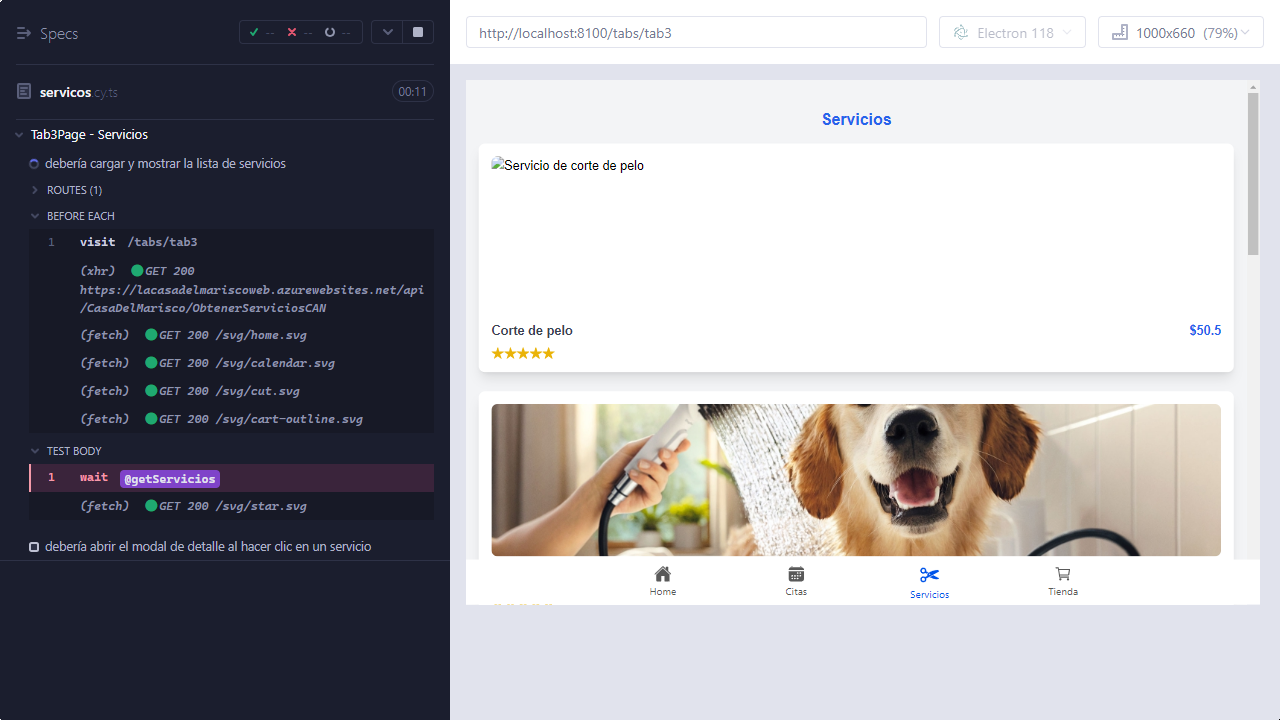 Specs
-- -- --
http://localhost:8100/tabs/tab3
Electron 118
1000x660 (79%)
servicos.cy.ts
00:11
Tab3Page - Servicios
debería cargar y mostrar la lista de servicios
ROUTES (1)
BEFORE EACH
1 visit /tabs/tab3
(xhr) GET 200
https://lacasadelmariscoweb.azurewebsites.net/api
/CasaDelMarisco/ObtenerServiciosCAN
(fetch) GET 200 /svg/home.svg
(fetch) GET 200 /svg/calendar.svg
(fetch) GET 200 /svg/cut.svg
(fetch) GET 200 /svg/cart-outline.svg
TEST BODY
1 wait @getServicios
(fetch) GET 200 /svg/star.svg
debería abrir el modal de detalle al hacer clic en un servicio
Servicios
Servicio de corte de pelo
Corte de pelo
$50.5
Home
Citas
Servicios
Tienda